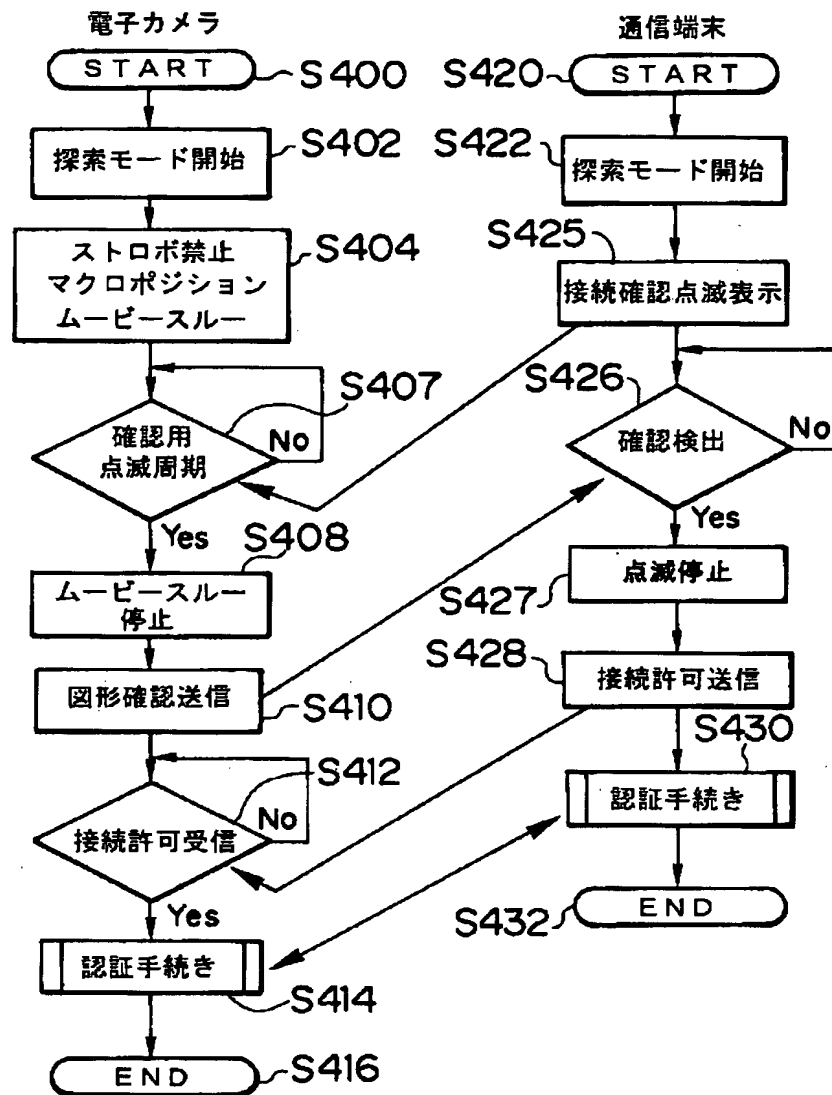 電子カメラ
START
S400
探索モード開始
S402
ストロボ禁止
マクロポジション
ムービースルー
S404
確認用
点滅周期
S407
No
Yes
S408
ムービースルー
停止
図形確認送信
S410
接続許可受信
S412
No
Yes
認証手続き
S414
END
S416
通信端末
S420
START
S422
探索モード開始
S425
接続確認点滅表示
S426
確認検出
No
Yes
点滅停止
S427
S428
接続許可送信
S430
認証手続き
S432
END